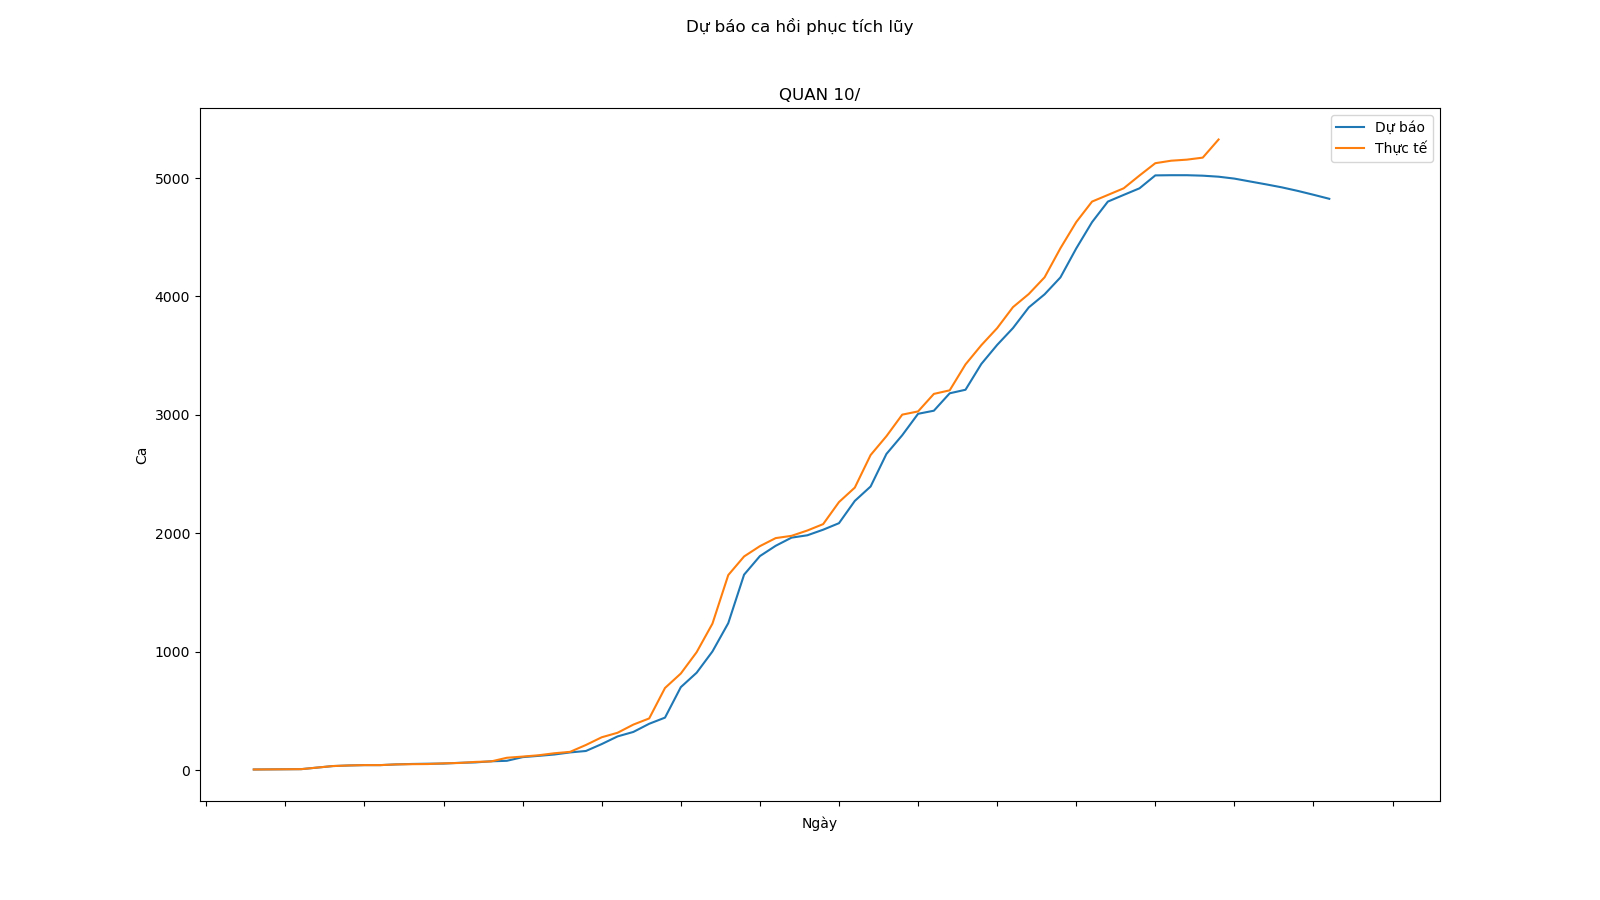 Dự báo ca hồi phục tích lũy
QUAN 10/
Dự báo
Thực tế
5000
4000
3000
2000
1000
0
Ca
Ngày